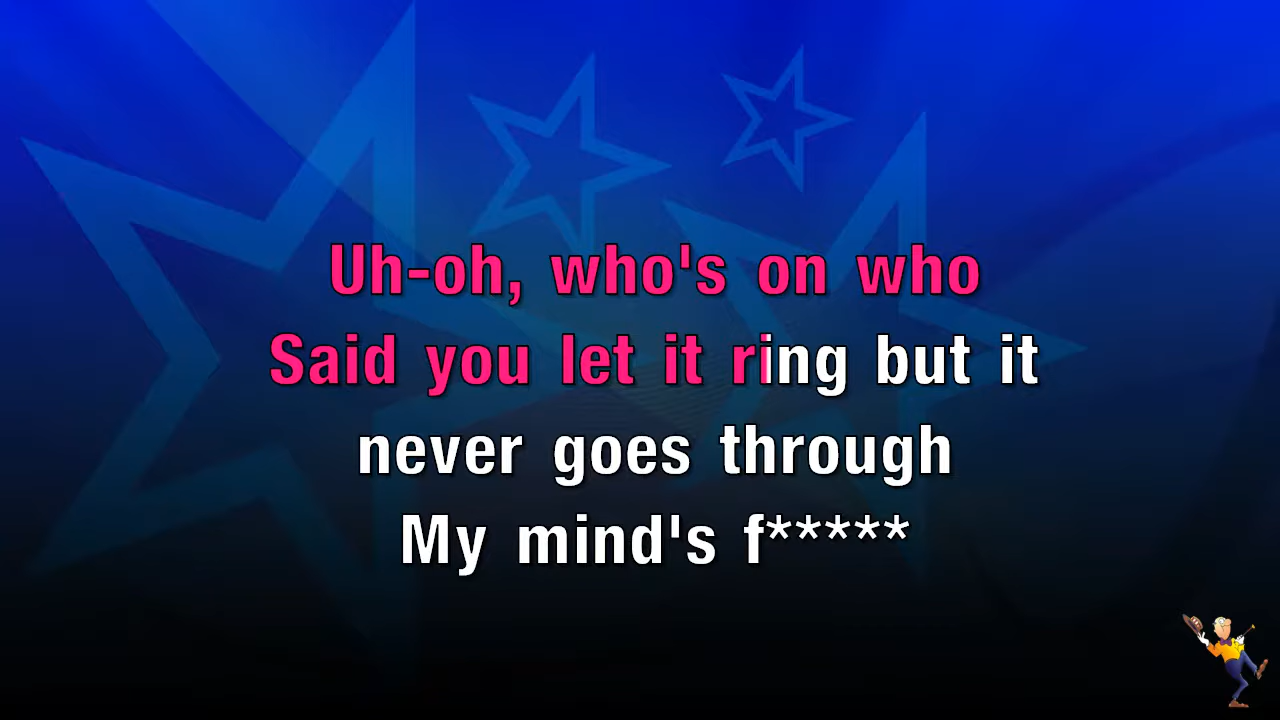 Uh-oh, who's on who
Said you let it ring but it
never goes through
My mind's f*****